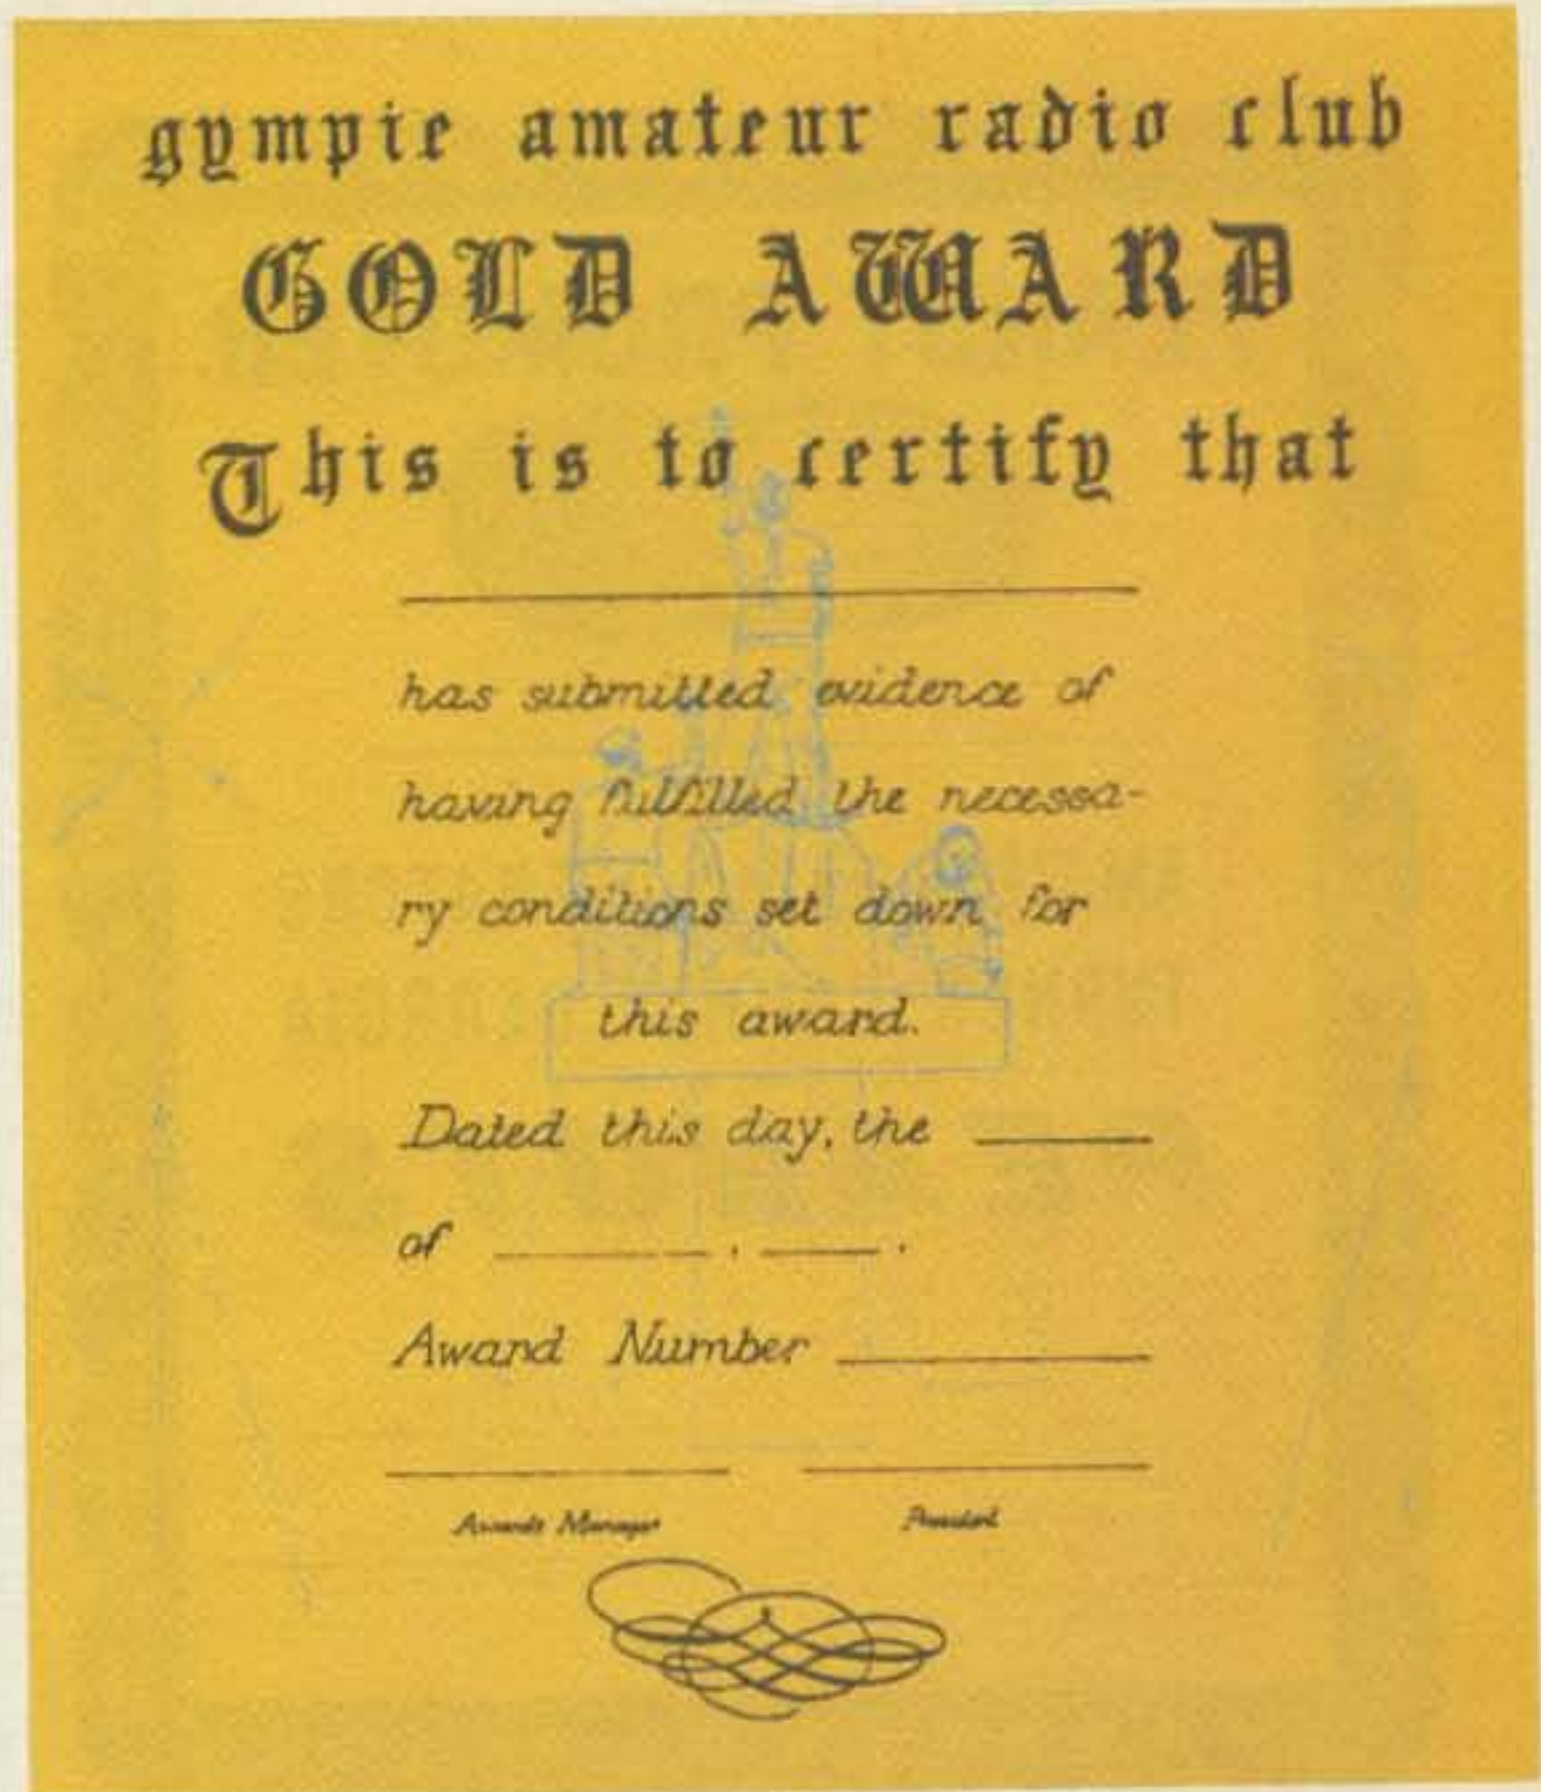 gympie amateur radio club
GOLD AWARD
This is to certify that
has submitted evidence of
having fulfilled the necessa-
ry conditions set down for
this award.
Dated this day, the
of , .
Award Number
Awards Manager President